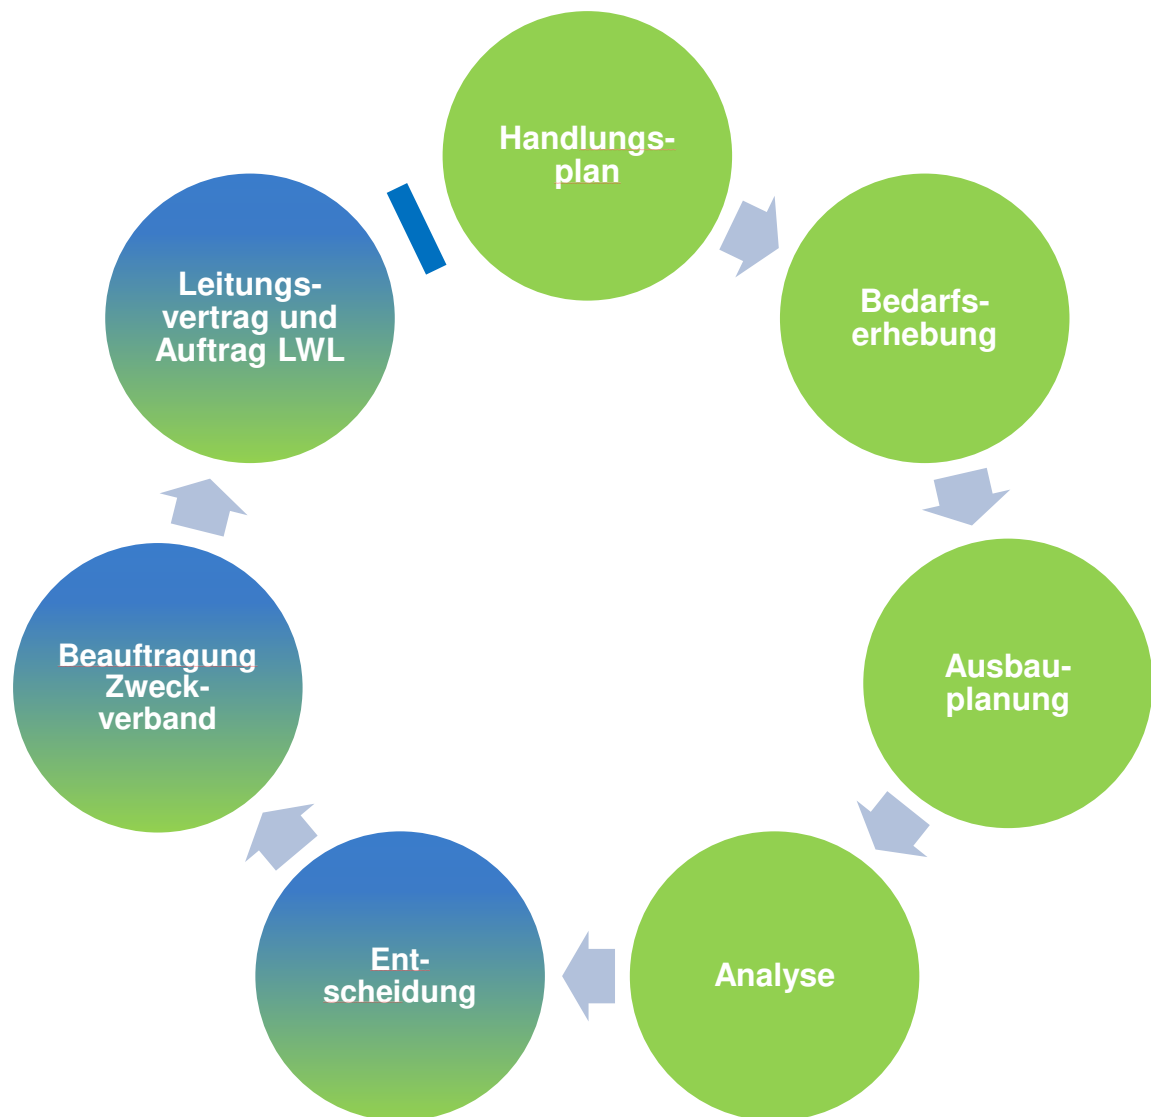 Handlungs-
plan
Bedarfs-
erhebung
Ausbau-
planung
Analyse
Ent-
scheidung
Beauftragung
Zweck-
verband
Leitungs-
vertrag und
Auftrag LWL